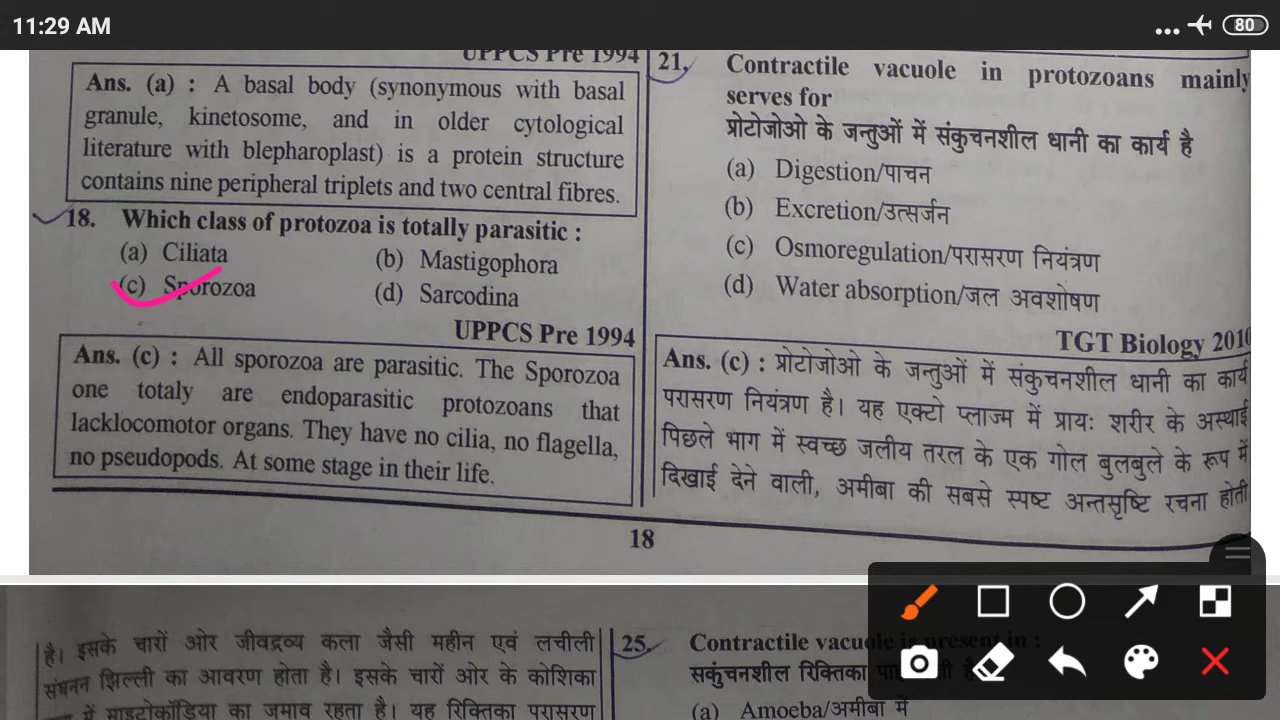 11:29 AM
80
UPPCS Pre 1994
Ans. (a) : A basal body (synonymous with basal
granule, kinetosome, and in older cytological
literature with blepharoplast) is a protein structure
contains nine peripheral triplets and two central fibres.
18. Which class of protozoa is totally parasitic :
(a) Ciliata
(b) Mastigophora
(c) Sporozoa
(d) Sarcodina
UPPCS Pre 1994
Ans. (c) : All sporozoa are parasitic. The Sporozoa
one totaly are endoparasitic protozoans that
lacklocomotor organs. They have no cilia, no flagella,
no pseudopods. At some stage in their life.
21. Contractile vacuole in protozoans mainly
serves for
प्रोटोजोओ के जन्तुओं में संकुचनशील धानी का कार्य है
(a) Digestion/पाचन
(b) Excretion/उत्सर्जन
(c) Osmoregulation/परासरण नियंत्रण
(d) Water absorption/जल अवशोषण
TGT Biology 2010
Ans. (c) : प्रोटोजोओ के जन्तुओं में संकुचनशील धानी का कार्य
परासरण नियंत्रण है। यह एक्टो प्लाज्म में प्रायः शरीर के अस्थाई
पिछले भाग में स्वच्छ जलीय तरल के एक गोल बुलबुले के रूप में
दिखाई देने वाली, अमीबा की सबसे स्पष्ट अन्तसृष्टि रचना होती
18
है। इसके चारों ओर जीवद्रव्य कला जैसी महीन एवं लचीली
संघनन झिल्ली का आवरण होता है। इसके चारों ओर के कोशिका
में माइटोकॉंड्रिया का जमाव रहता है। यह रिक्तिका परासरण
25. Contractile vacuole is present in :
सकुंचनशील रिक्तिका
(a) Amoeba/अमीबा में